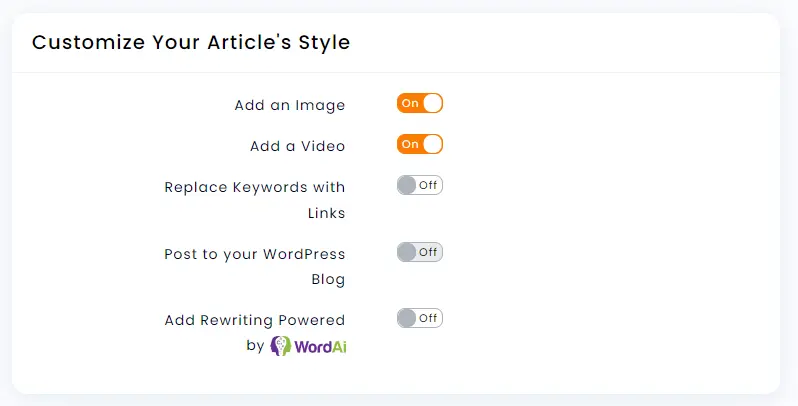 Customize Your Article's Style
Add an Image
On
Add a Video
On
Replace Keywords with
Links
Off
Post to your WordPress
Blog
Off
Add Rewriting Powered
by WordAi
Off